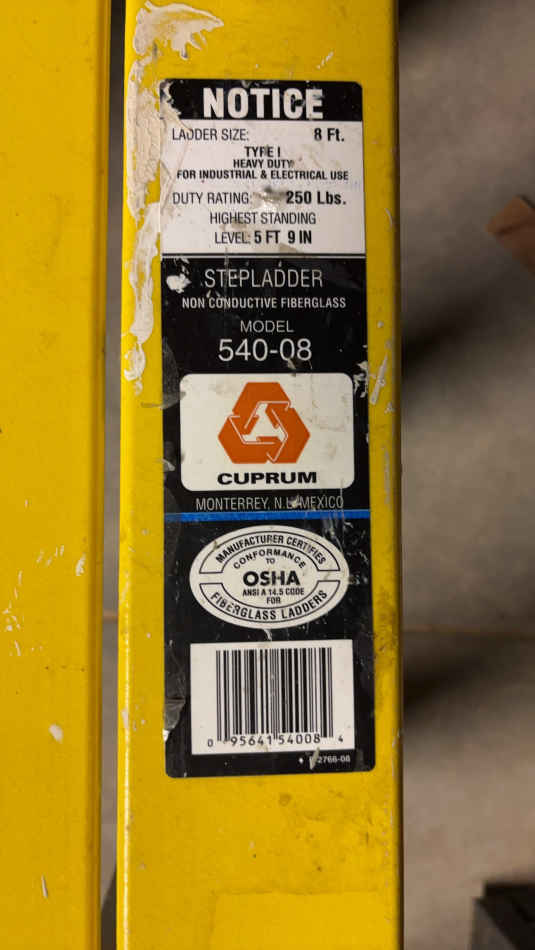 NOTICE
LADDER SIZE: 8 Ft.
TYPE I
HEAVY DUTY
FOR INDUSTRIAL & ELECTRICAL USE
DUTY RATING: 250 Lbs.
HIGHEST STANDING
LEVEL: 5 FT 9 IN
STEPLADDER
NON CONDUCTIVE FIBERGLASS
MODEL
540-08
CUPRUM
MONTERREY, N.L. MEXICO
MANUFACTURER CERTIFIES
CONFORMANCE
TO
OSHA
ANSI A 14.5 CODE
FOR
FIBERGLASS LADDERS
0 95641 54008 4
2766-08